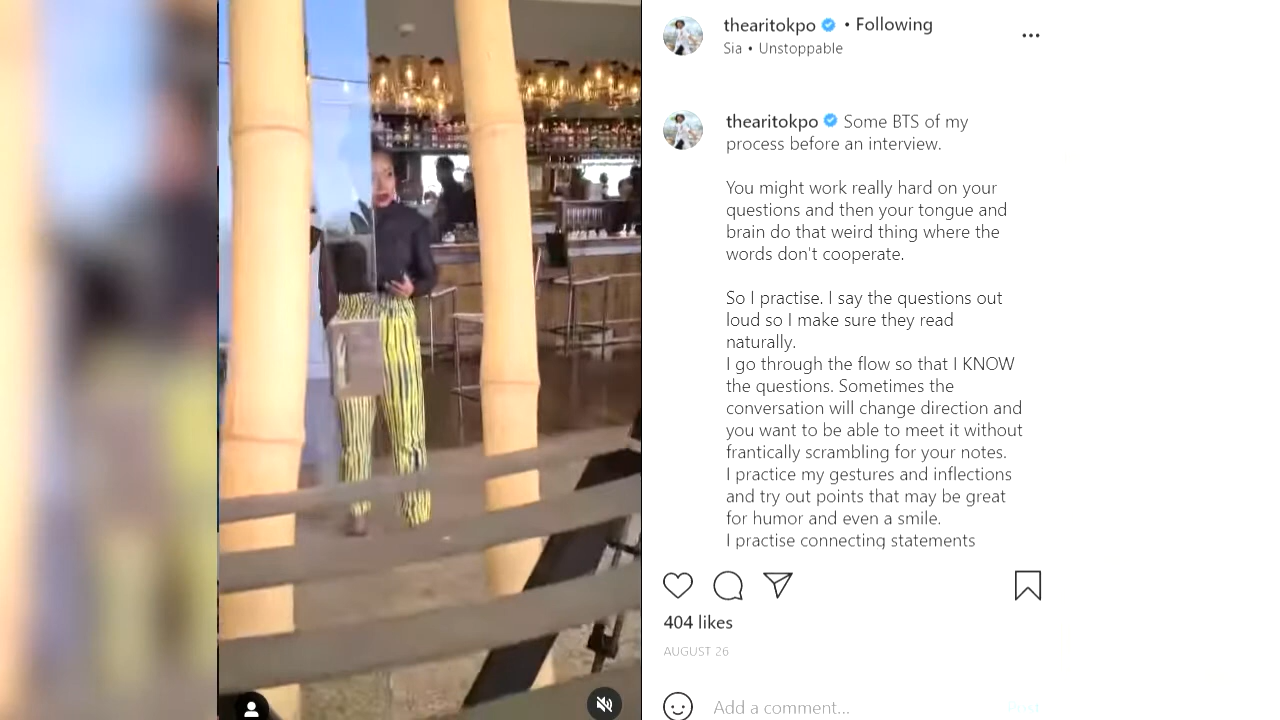 thearitokpo • Following
Sia • Unstoppable
thearitokpo Some BTS of my
process before an interview.
You might work really hard on your
questions and then your tongue and
brain do that weird thing where the
words don't cooperate.
So I practise. I say the questions out
loud so I make sure they read
naturally.
I go through the flow so that I KNOW
the questions. Sometimes the
conversation will change direction and
you want to be able to meet it without
frantically scrambling for your notes.
I practice my gestures and inflections
and try out points that may be great
for humor and even a smile.
I practise connecting statements
404 likes
AUGUST 26
Add a comment... Post